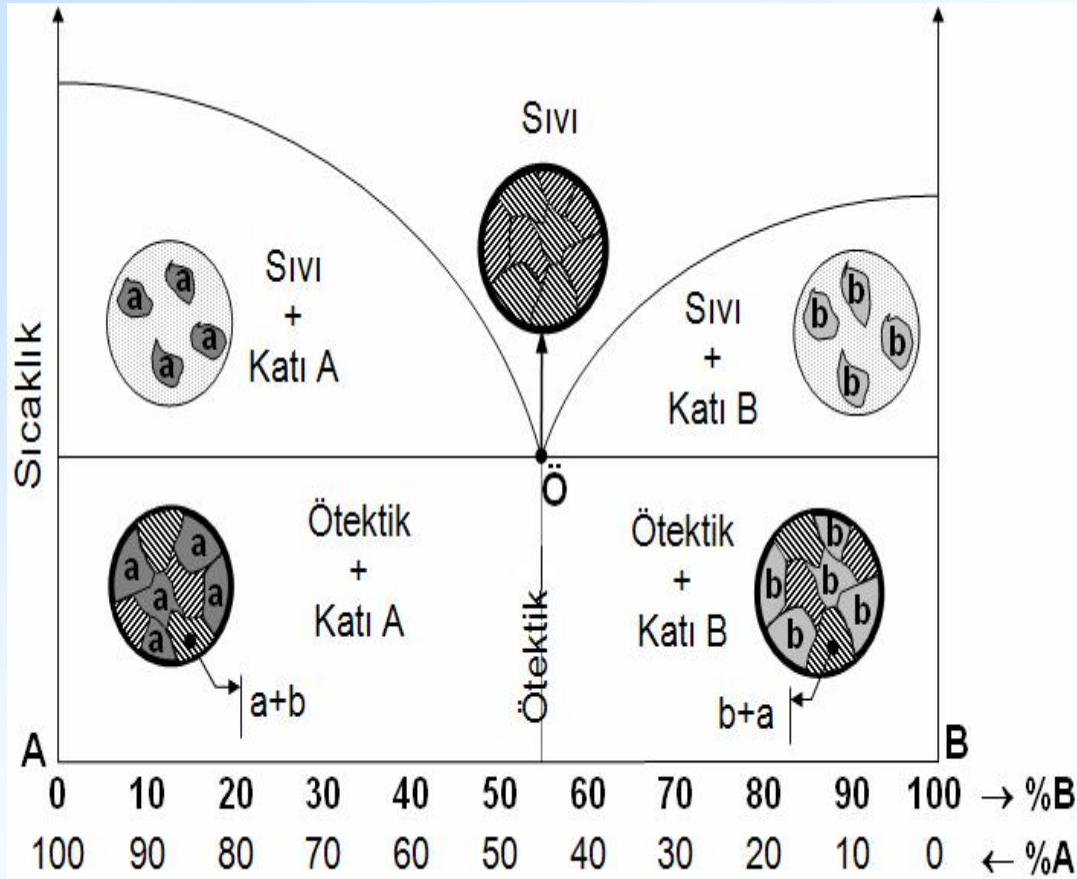 Sıvı
Sıvı
+
Katı A
a
a
a
a
Sıvı
+
Katı B
b
b
b
b
Sıcaklık
Ö
Ötektik
+
Katı A
a
a
a
a
a
a+b
Ötektik
Ötektik
+
Katı B
b
b
b
b
b
b+a
A
B
0 10 20 30 40 50 60 70 80 90 100 → %B
100 90 80 70 60 50 40 30 20 10 0 ← %A